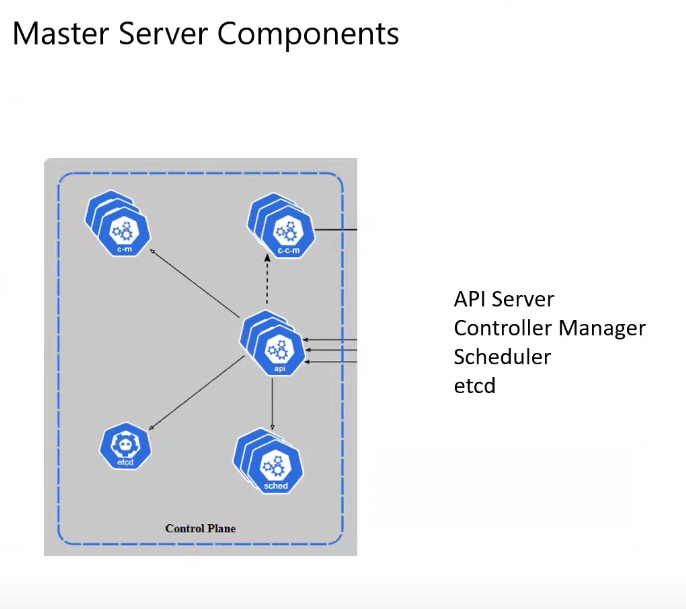 Master Server Components
c-m
c-c-m
api
etcd
sched
Control Plane
API Server
Controller Manager
Scheduler
etcd